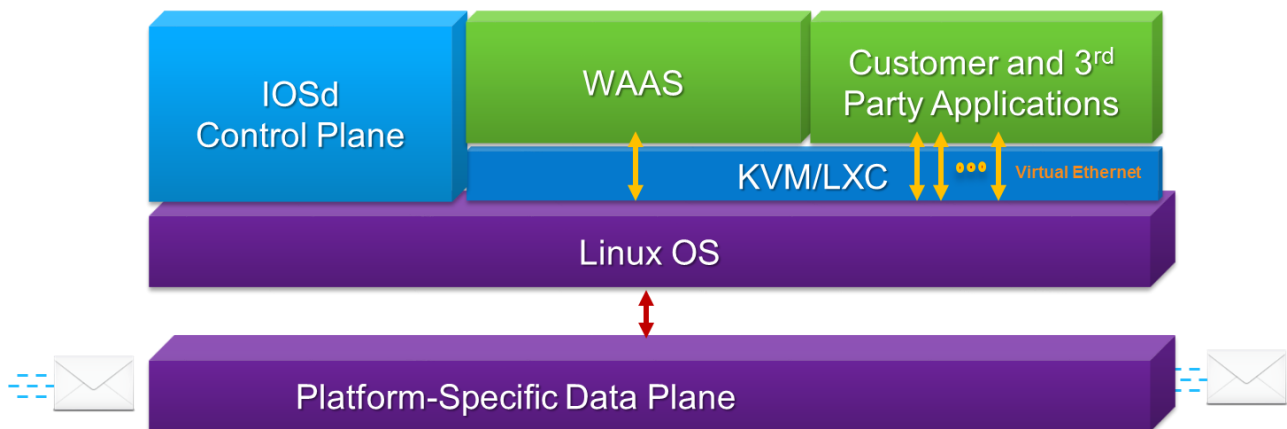 IOSd
Control Plane
WAAS
Customer and 3rd
Party Applications
KVM/LXC
Virtual Ethernet
Linux OS
Platform-Specific Data Plane